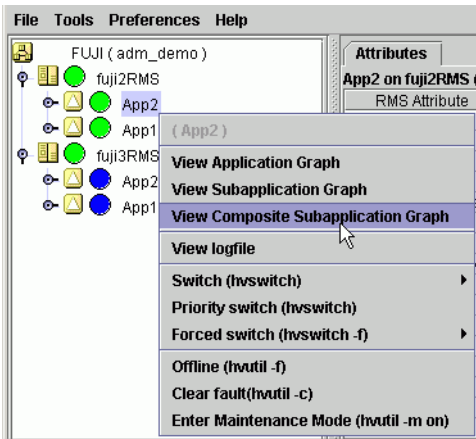 File Tools Preferences Help
FUJI ( adm_demo )
fuji2RMS
App2
App1
fuji3RMS
App2
App1
Attributes
App2 on fuji2RMS (
RMS Attribute
( App2 )
View Application Graph
View Subapplication Graph
View Composite Subapplication Graph
View logfile
Switch (hvswitch)
Priority switch (hvswitch)
Forced switch (hvswitch -f)
Offline (hvutil -f)
Clear fault(hvutil -c)
Enter Maintenance Mode (hvutil -m on)